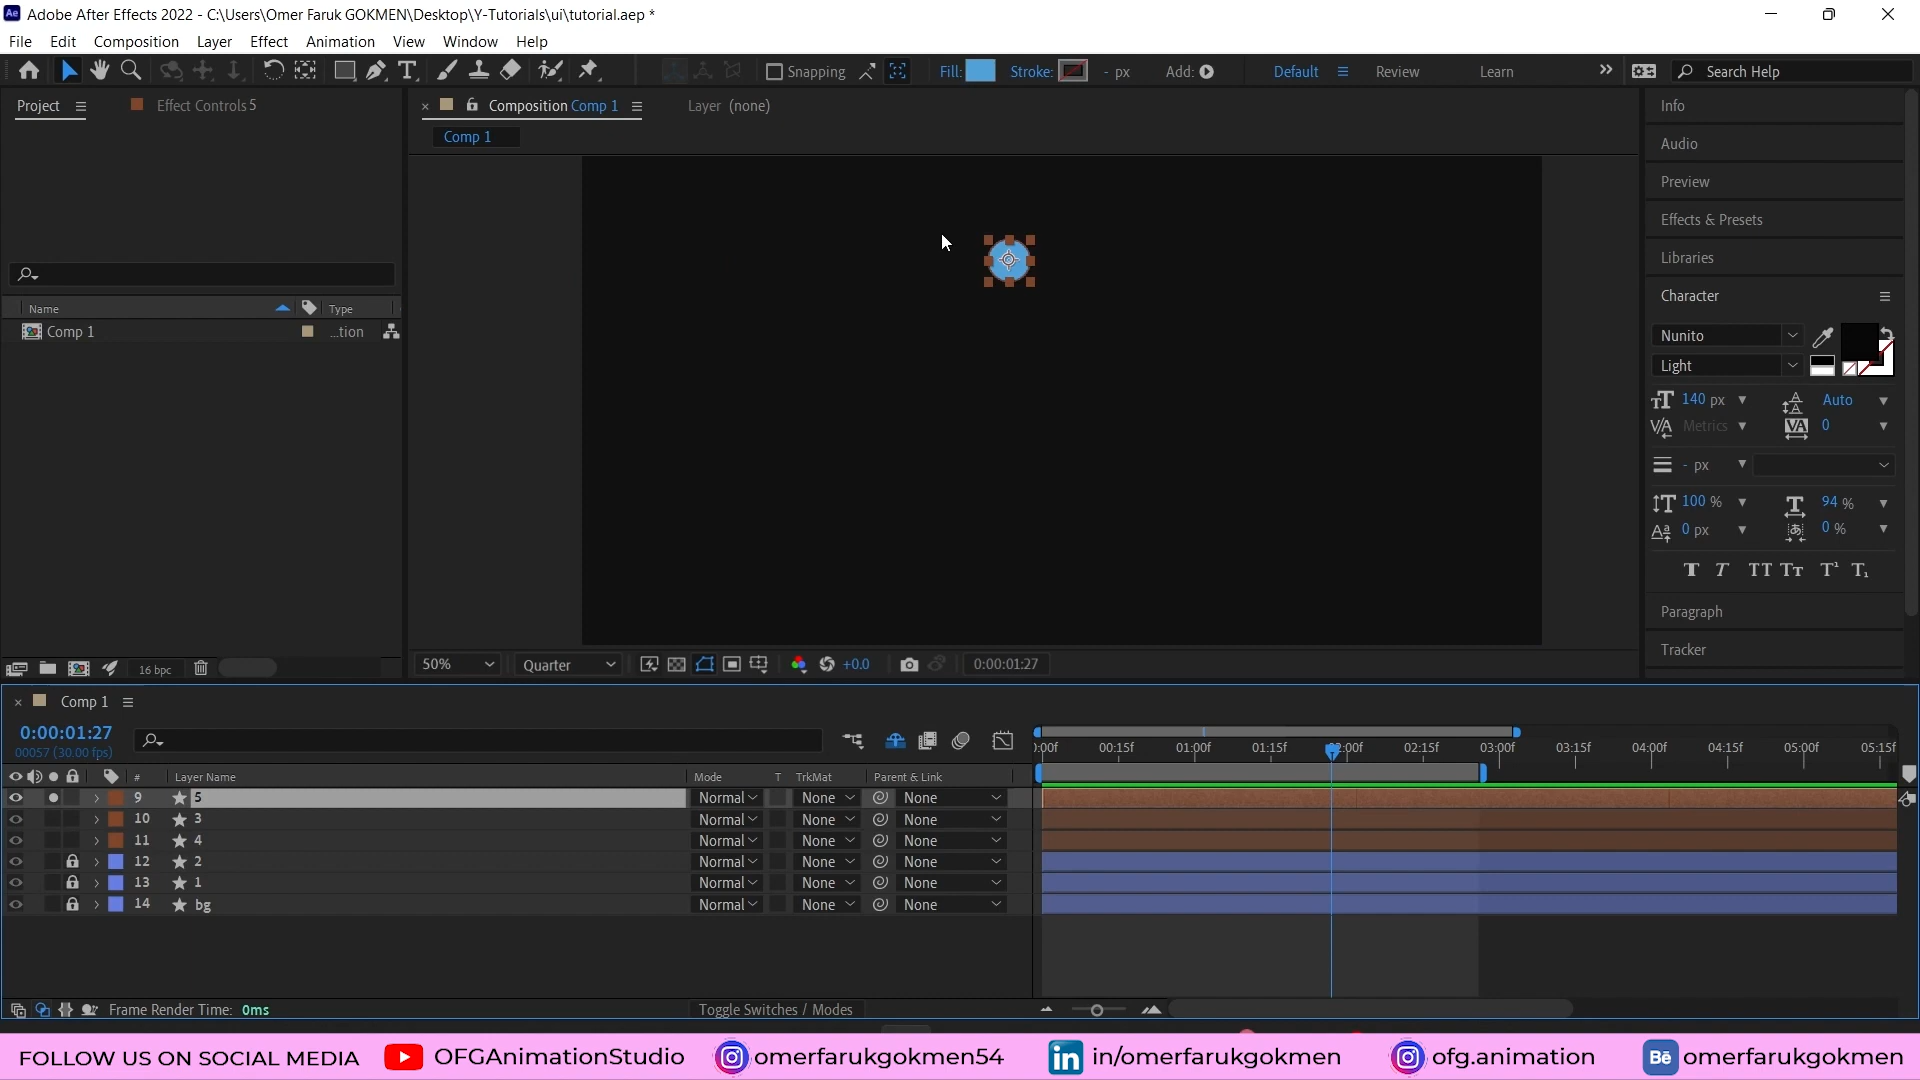 Adobe After Effects 2022 - C:\Users\Omer Faruk GOKMEN\Desktop\Y-Tutorials\ui\tutorial.aep *
File Edit Composition Layer Effect Animation View Window Help
Snapping Fill: Stroke: - px Add: Default Review Learn Search Help
Project Effect Controls 5 Composition Comp 1 Layer (none)
Comp 1
Name Type
Comp 1 ...tion
16 bpc
50% Quarter +0.0 0:00:01:27
Info
Audio
Preview
Effects & Presets
Libraries
Character
Nunito
Light
140 px Auto
Metrics 0
- px
100 % 94 %
0 px 0 %
Paragraph
Tracker
Comp 1
0:00:01:27
00057 (30.00 fps)
):00f 00:15f 01:00f 01:15f 02:00f 02:15f 03:00f 03:15f 04:00f 04:15f 05:00f 05:15f
# Layer Name Mode T TrkMat Parent & Link
9 5 Normal None None
10 3 Normal None None
11 4 Normal None None
12 2 Normal None None
13 1 Normal None None
14 bg Normal None None
Frame Render Time: 0ms Toggle Switches / Modes
FOLLOW US ON SOCIAL MEDIA OFGAnimationStudio omerfarukgokmen54 in/omerfarukgokmen ofg.animation omerfarukgokmen